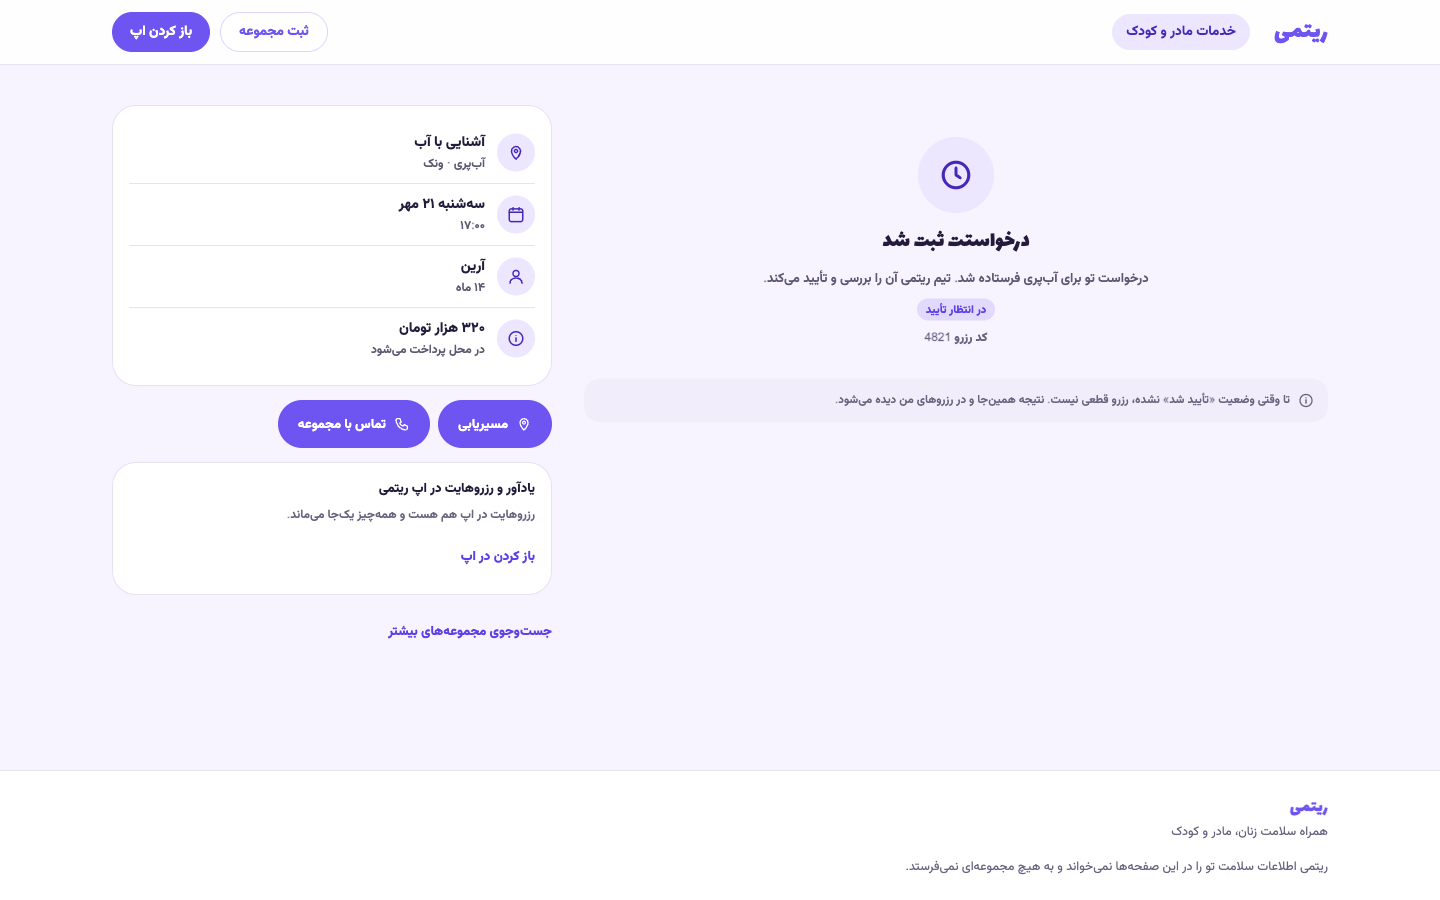 ریتمی
خدمات مادر و کودک
ثبت مجموعه
باز کردن اپ
درخواستت ثبت شد
درخواست تو برای آب‌پری فرستاده شد. تیم ریتمی آن را بررسی و تأیید می‌کند.
در انتظار تأیید
کد رزرو 4821
تا وقتی وضعیت «تأیید شد» نشده، رزرو قطعی نیست. نتیجه همین‌جا و در رزروهای من دیده می‌شود.
آشنایی با آب
آب‌پری · ونک
سه‌شنبه ۲۱ مهر
۱۷:۰۰
آرین
۱۴ ماه
۳۲۰ هزار تومان
در محل پرداخت می‌شود
مسیریابی
تماس با مجموعه
یادآور و رزروهایت در اپ ریتمی
رزروهایت در اپ هم هست و همه‌چیز یک‌جا می‌ماند.
باز کردن در اپ
جست‌وجوی مجموعه‌های بیشتر
ریتمی
همراه سلامت زنان، مادر و کودک
ریتمی اطلاعات سلامت تو را در این صفحه‌ها نمی‌خواند و به هیچ مجموعه‌ای نمی‌فرستد.